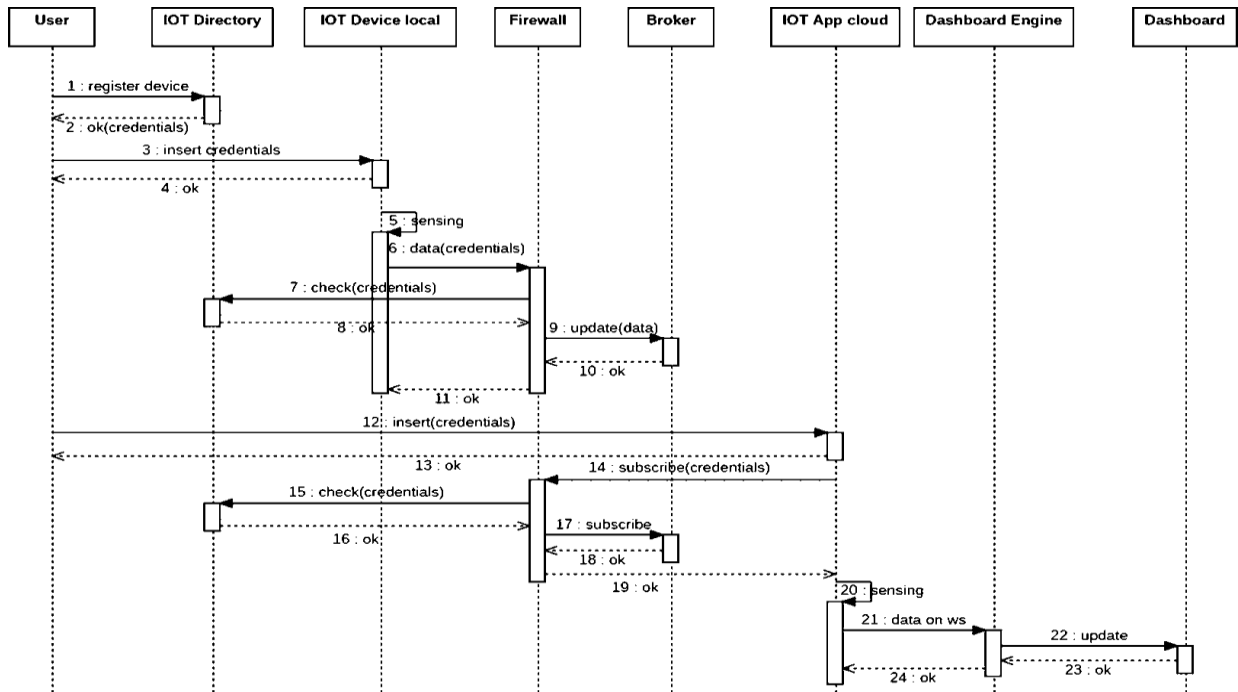 User
IOT Directory
IOT Device local
Firewall
Broker
IOT App cloud
Dashboard Engine
Dashboard
1 : register device
2 : ok(credentials)
3 : insert credentials
4 : ok
5 : sensing
6 : data(credentials)
7 : check(credentials)
8 : ok
9 : update(data)
10 : ok
11 : ok
12 : insert(credentials)
13 : ok
14 : subscribe(credentials)
15 : check(credentials)
16 : ok
17 : subscribe
18 : ok
19 : ok
20 : sensing
21 : data on ws
22 : update
23 : ok
24 : ok